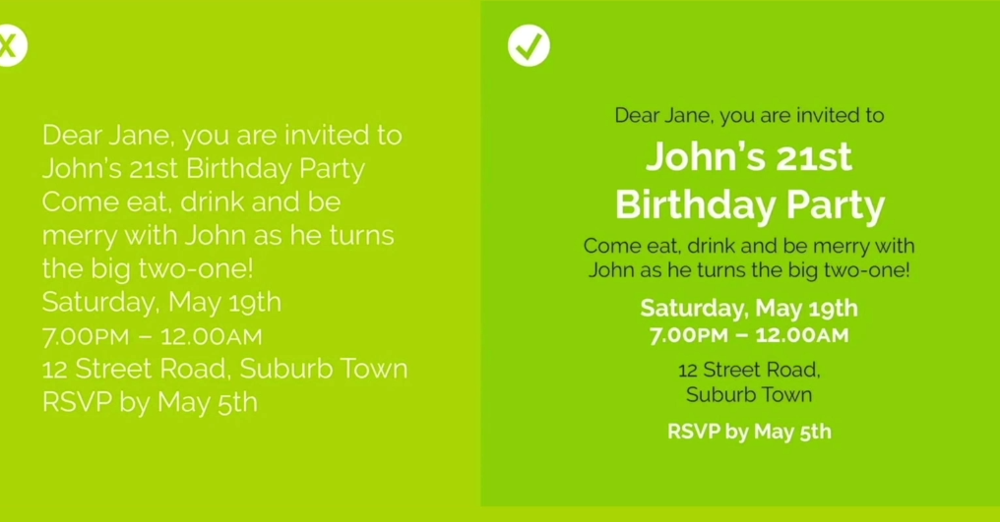 X
Dear Jane, you are invited to
John's 21st Birthday Party
Come eat, drink and be
merry with John as he turns
the big two-one!
Saturday, May 19th
7.00PM – 12.00AM
12 Street Road, Suburb Town
RSVP by May 5th
Dear Jane, you are invited to
John's 21st
Birthday Party
Come eat, drink and be merry with
John as he turns the big two-one!
Saturday, May 19th
7.00PM – 12.00AM
12 Street Road,
Suburb Town
RSVP by May 5th